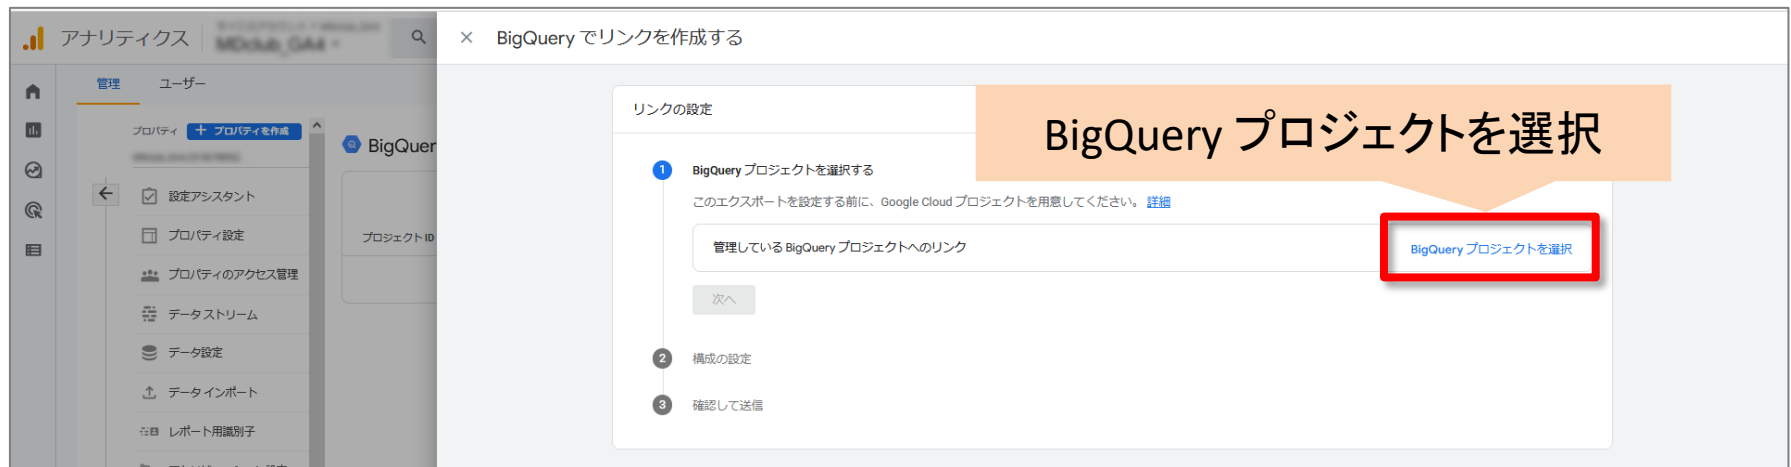 アナリティクス
MDclub_GA4
BigQuery でリンクを作成する
管理
ユーザー
プロパティ
+ プロパティを作成
設定アシスタント
プロパティ設定
プロパティのアクセス管理
データ ストリーム
データ設定
データ インポート
レポート用識別子
BigQuer
プロジェクト ID
リンクの設定
BigQuery プロジェクトを選択
1
BigQuery プロジェクトを選択する
このエクスポートを設定する前に、Google Cloud プロジェクトを用意してください。 詳細
管理している BigQuery プロジェクトへのリンク
BigQuery プロジェクトを選択
次へ
2
構成の設定
3
確認して送信